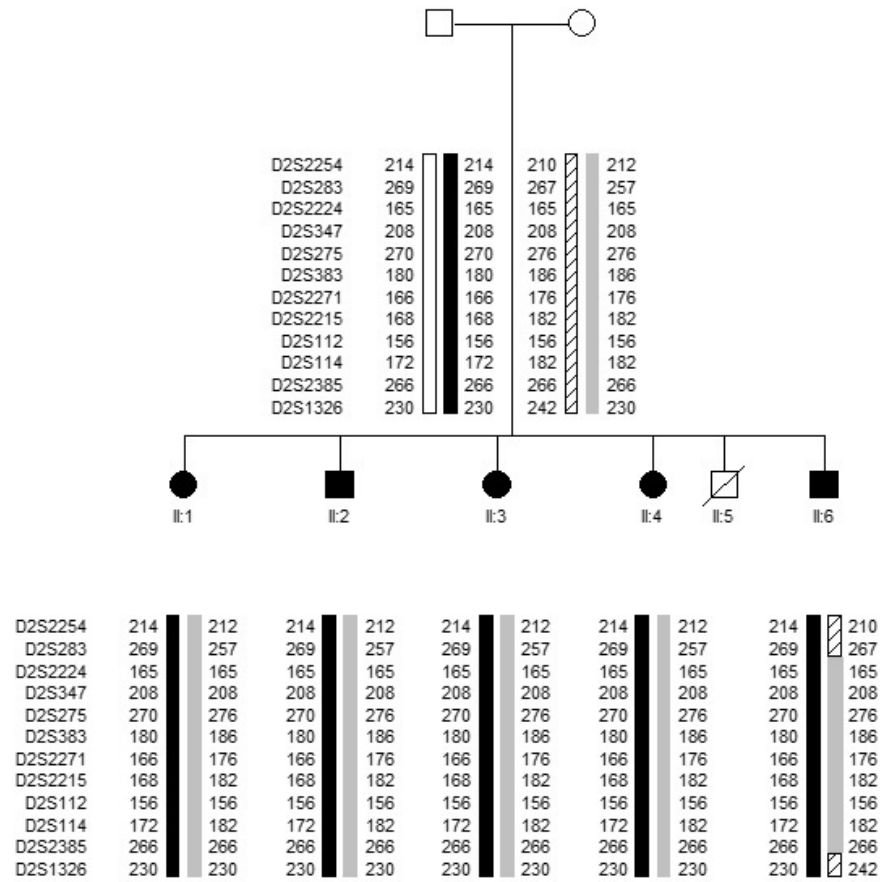 D2S2254 214 214 210 212
D2S283 269 269 267 257
D2S2224 165 165 165 165
D2S347 208 208 208 208
D2S275 270 270 276 276
D2S383 180 180 186 186
D2S2271 166 166 176 176
D2S2215 168 168 182 182
D2S112 156 156 156 156
D2S114 172 172 182 182
D2S2385 266 266 266 266
D2S1326 230 230 242 230
II:1 II:2 II:3 II:4 II:5 II:6
D2S2254 214 212 214 212 214 212 214 212 214 210
D2S283 269 257 269 257 269 257 269 257 269 267
D2S2224 165 165 165 165 165 165 165 165 165 165
D2S347 208 208 208 208 208 208 208 208 208 208
D2S275 270 276 270 276 270 276 270 276 270 276
D2S383 180 186 180 186 180 186 180 186 180 186
D2S2271 166 176 166 176 166 176 166 176 166 176
D2S2215 168 182 168 182 168 182 168 182 168 182
D2S112 156 156 156 156 156 156 156 156 156 156
D2S114 172 182 172 182 172 182 172 182 172 182
D2S2385 266 266 266 266 266 266 266 266 266 266
D2S1326 230 230 230 230 230 230 230 230 230 242